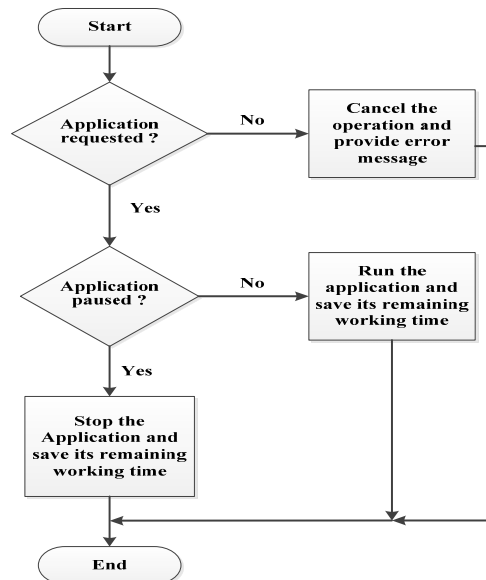 Start
Application
requested ?
No
Cancel the
operation and
provide error
message
Yes
Application
paused ?
No
Run the
application and
save its remaining
working time
Yes
Stop the
Application and
save its remaining
working time
End